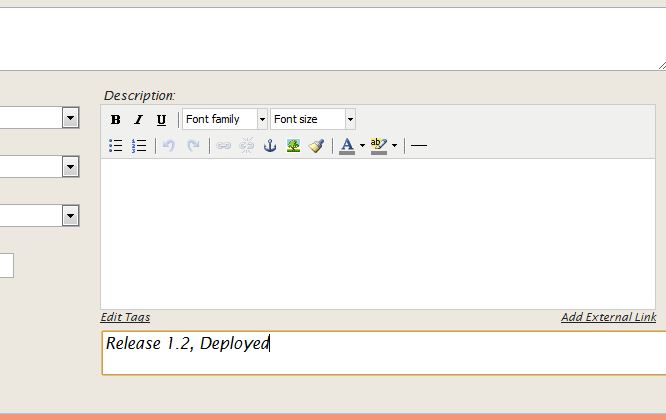 Description:
B I U Font family Font size
A ab
Edit Tags Add External Link
Release 1.2, Deployed